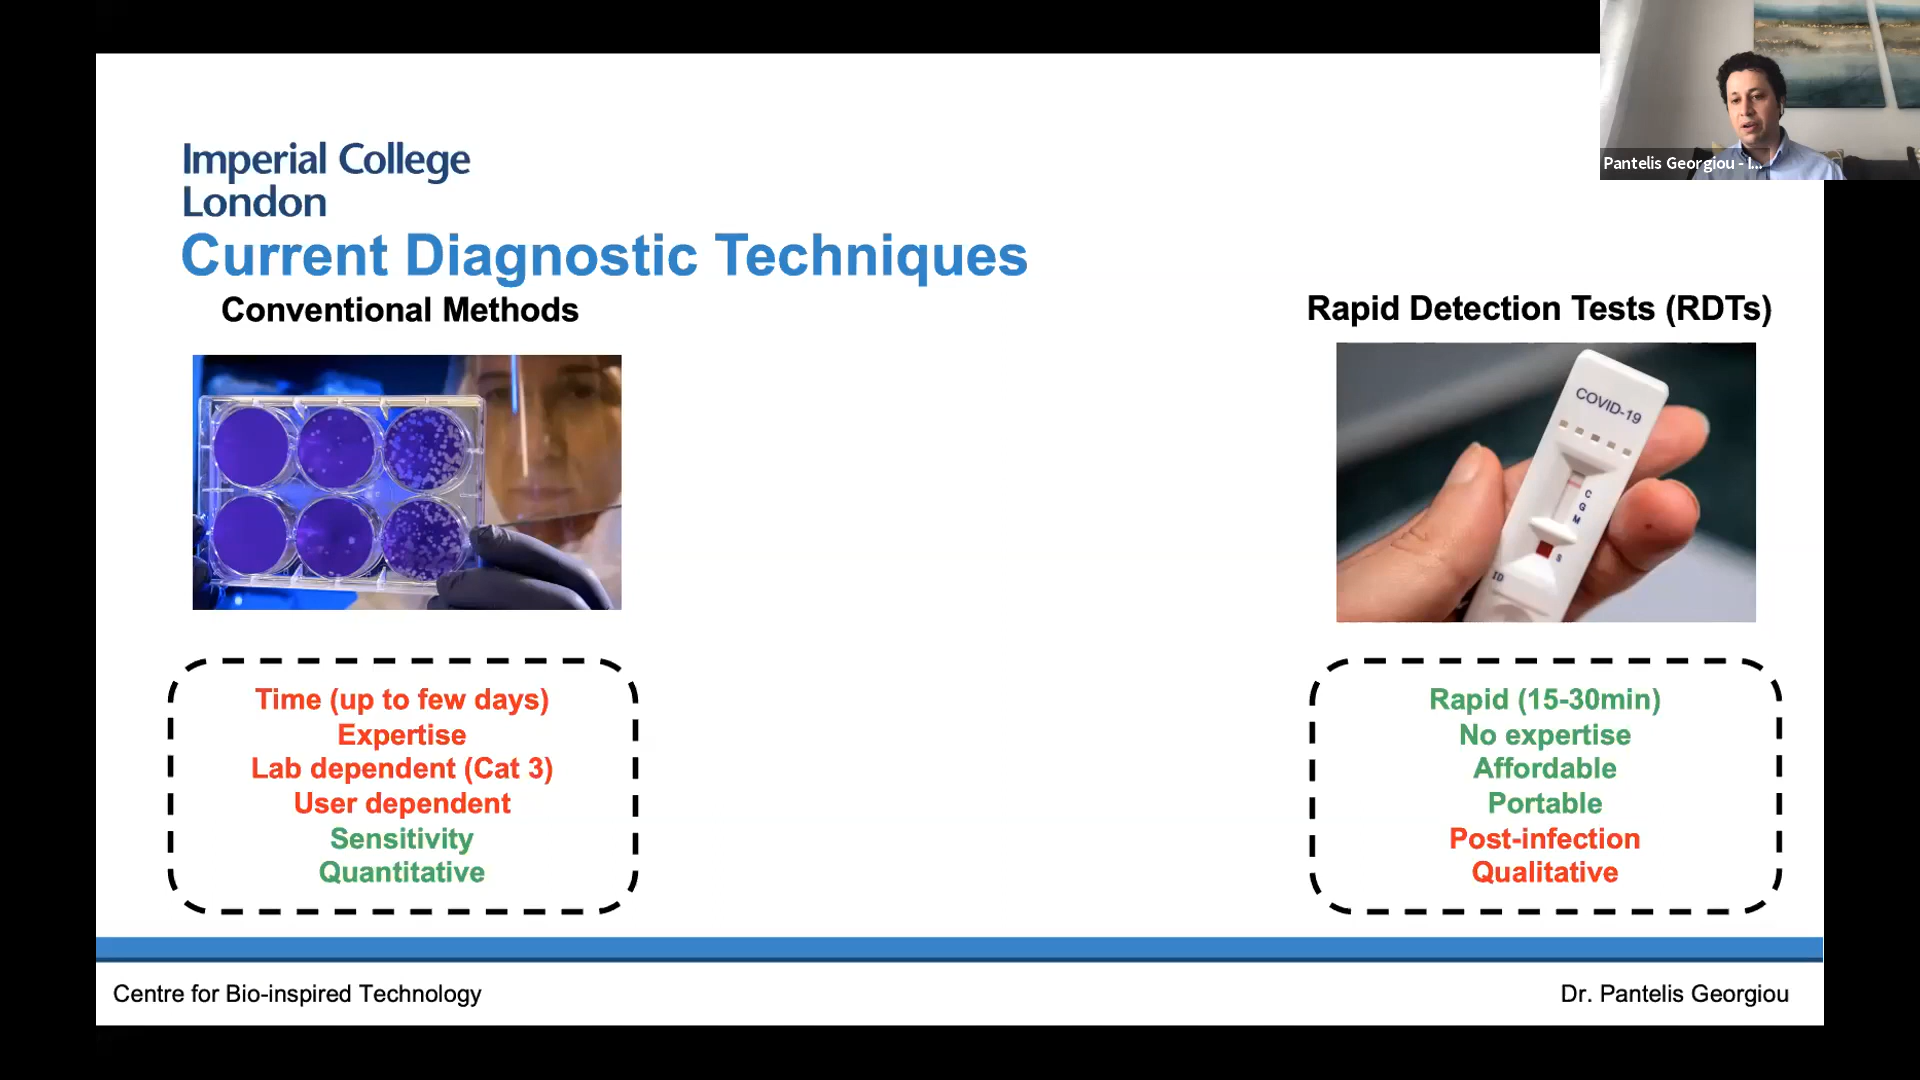 Imperial College
London
Current Diagnostic Techniques
Conventional Methods
Rapid Detection Tests (RDTs)
COVID-19
C
G
M
S
ID
Time (up to few days)
Expertise
Lab dependent (Cat 3)
User dependent
Sensitivity
Quantitative
Rapid (15-30min)
No expertise
Affordable
Portable
Post-infection
Qualitative
Centre for Bio-inspired Technology
Dr. Pantelis Georgiou
Pantelis Georgiou - I...